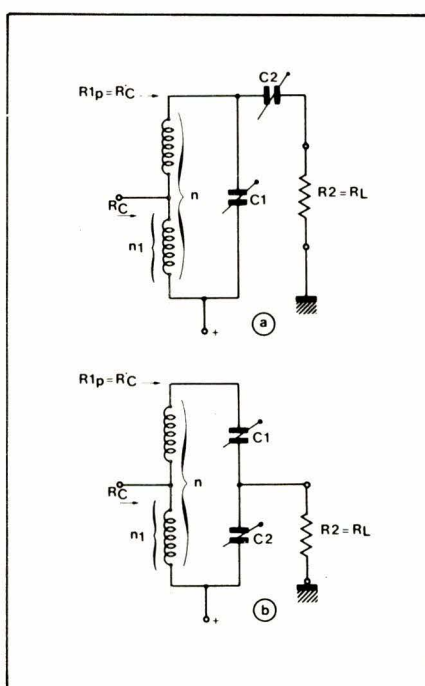 C2
R1p=R'C
n
C1
R2=RL
RC
n1
+
a
R1p=R'C
C1
n
RC
n1
C2
R2=RL
+
b